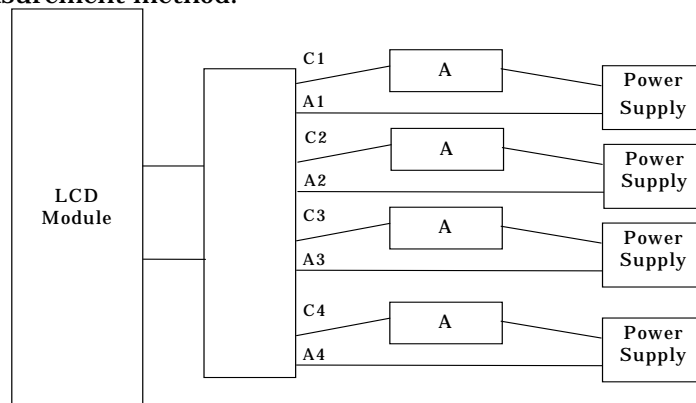 surement method.
C1
A
Power
Supply
A1
C2
A
Power
Supply
A2
LCD
Module
C3
A
Power
Supply
A3
C4
A
Power
Supply
A4